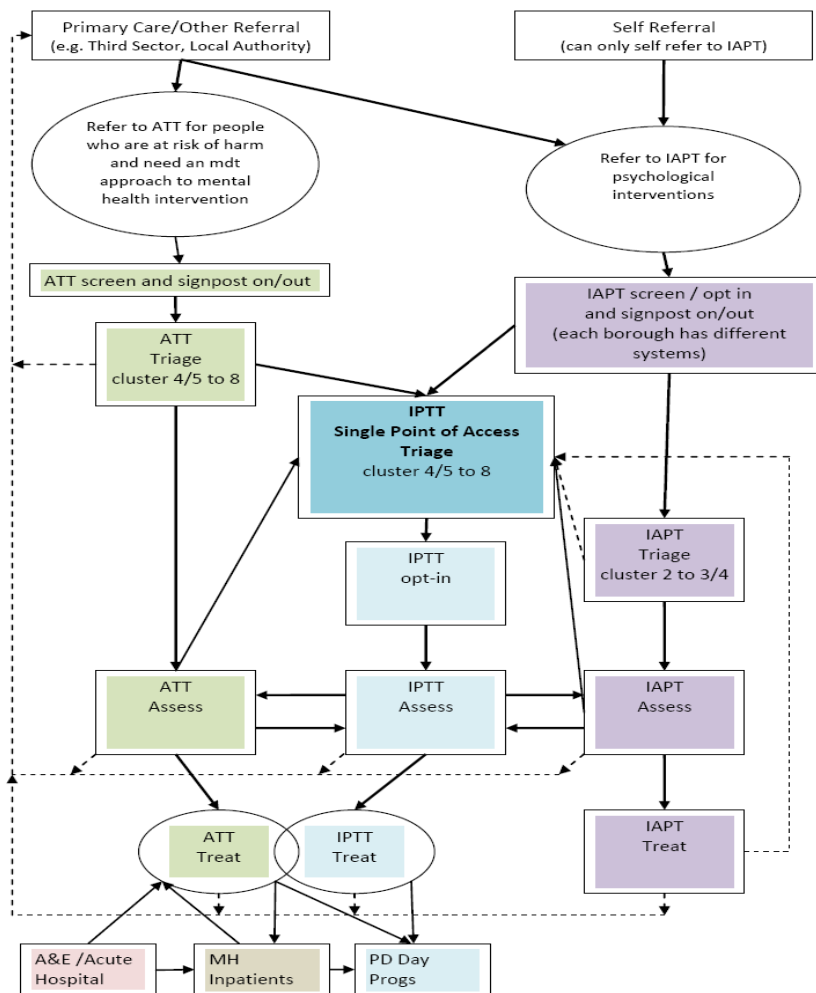 Primary Care/Other Referral
(e.g. Third Sector, Local Authority)
Self Referral
(can only self refer to IAPT)
Refer to ATT for people
who are at risk of harm
and need an mdt
approach to mental
health intervention
Refer to IAPT for
psychological
interventions
ATT screen and signpost on/out
IAPT screen / opt in
and signpost on/out
(each borough has different
systems)
ATT
Triage
cluster 4/5 to 8
IPTT
Single Point of Access
Triage
cluster 4/5 to 8
IAPT
Triage
cluster 2 to 3/4
IPTT
opt-in
ATT
Assess
IPTT
Assess
IAPT
Assess
ATT
Treat
IPTT
Treat
IAPT
Treat
A&E /Acute
Hospital
MH
Inpatients
PD Day
Progs